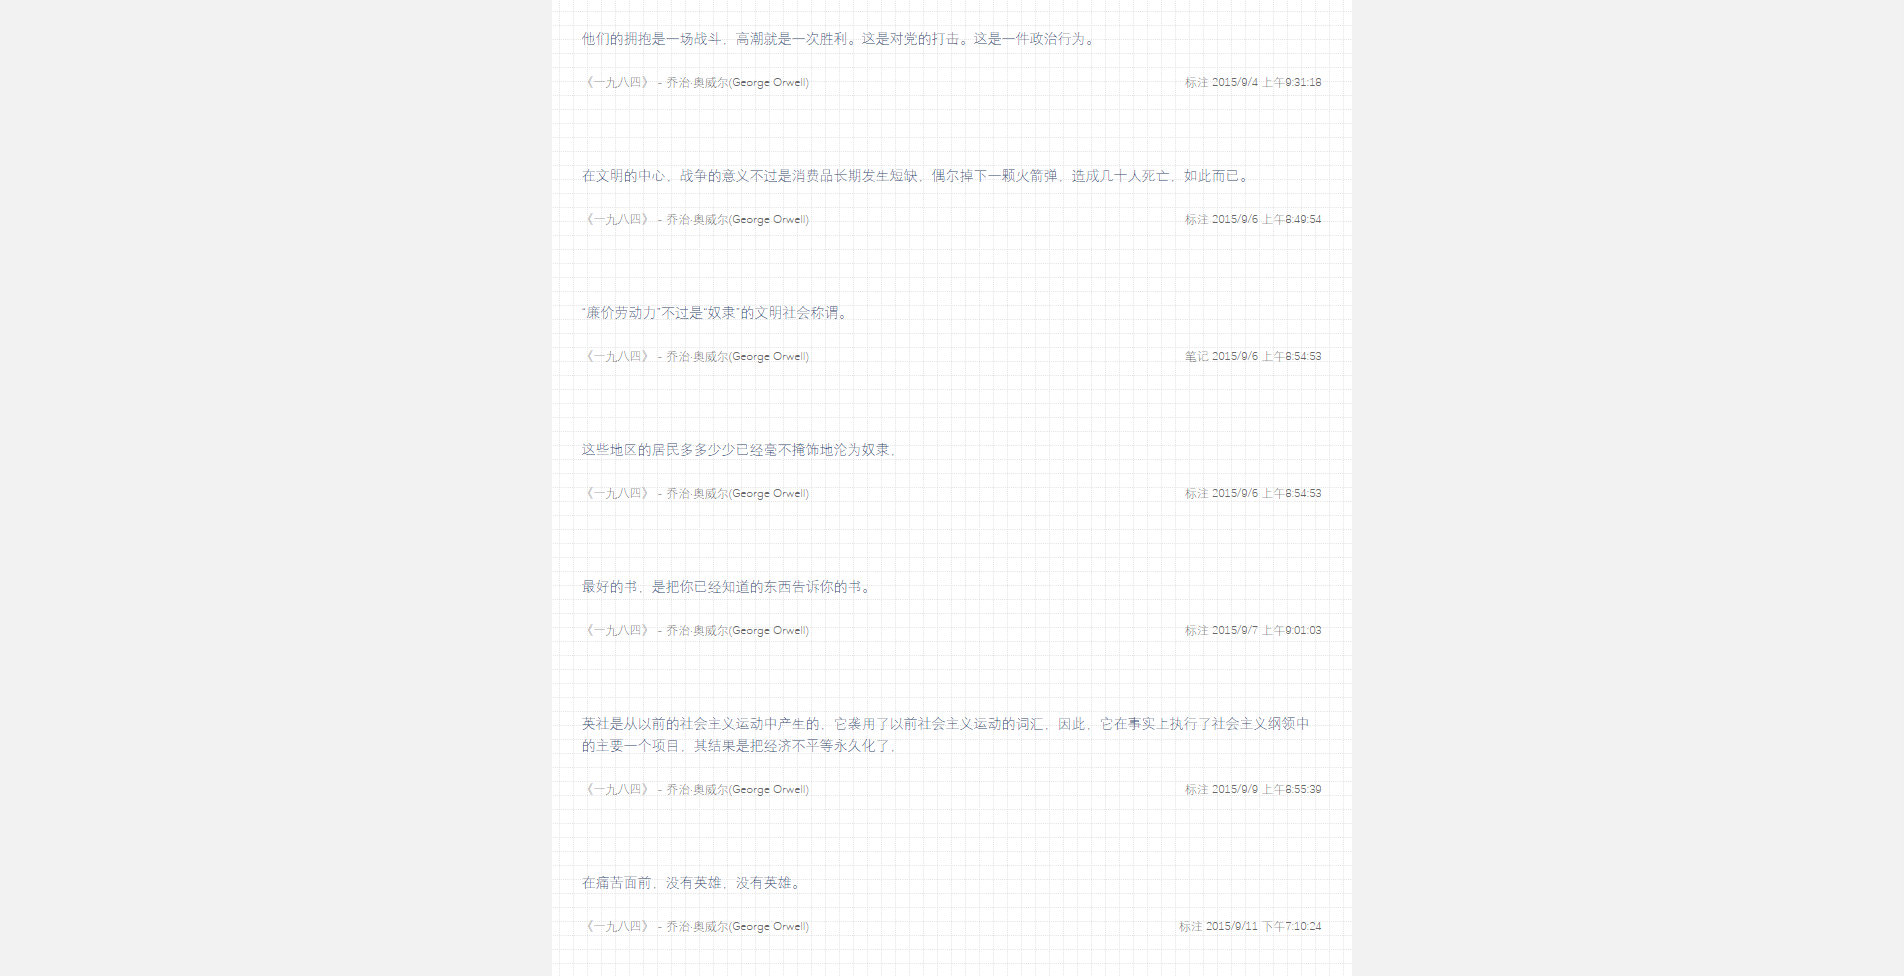 他们的拥抱是一场战斗，高潮就是一次胜利。这是对党的打击。这是一件政治行为。
《一九八四》 - 乔治·奥威尔(George Orwell)
标注 2015/9/4 上午9:31:18
在文明的中心，战争的意义不过是消费品长期发生短缺，偶尔掉下一颗火箭弹，造成几十人死亡，如此而已。
《一九八四》 - 乔治·奥威尔(George Orwell)
标注 2015/9/6 上午8:49:54
“廉价劳动力”不过是“奴隶”的文明社会称谓。
《一九八四》 - 乔治·奥威尔(George Orwell)
笔记 2015/9/6 上午8:54:53
这些地区的居民多多少少已经毫不掩饰地沦为奴隶，
《一九八四》 - 乔治·奥威尔(George Orwell)
标注 2015/9/6 上午8:54:53
最好的书，是把你已经知道的东西告诉你的书。
《一九八四》 - 乔治·奥威尔(George Orwell)
标注 2015/9/7 上午9:01:03
英社是从以前的社会主义运动中产生的，它袭用了以前社会主义运动的词汇，因此，它在事实上执行了社会主义纲领中
的主要一个项目，其结果是把经济不平等永久化了，
《一九八四》 - 乔治·奥威尔(George Orwell)
标注 2015/9/9 上午8:55:39
在痛苦面前，没有英雄，没有英雄。
《一九八四》 - 乔治·奥威尔(George Orwell)
标注 2015/9/11 下午7:10:24